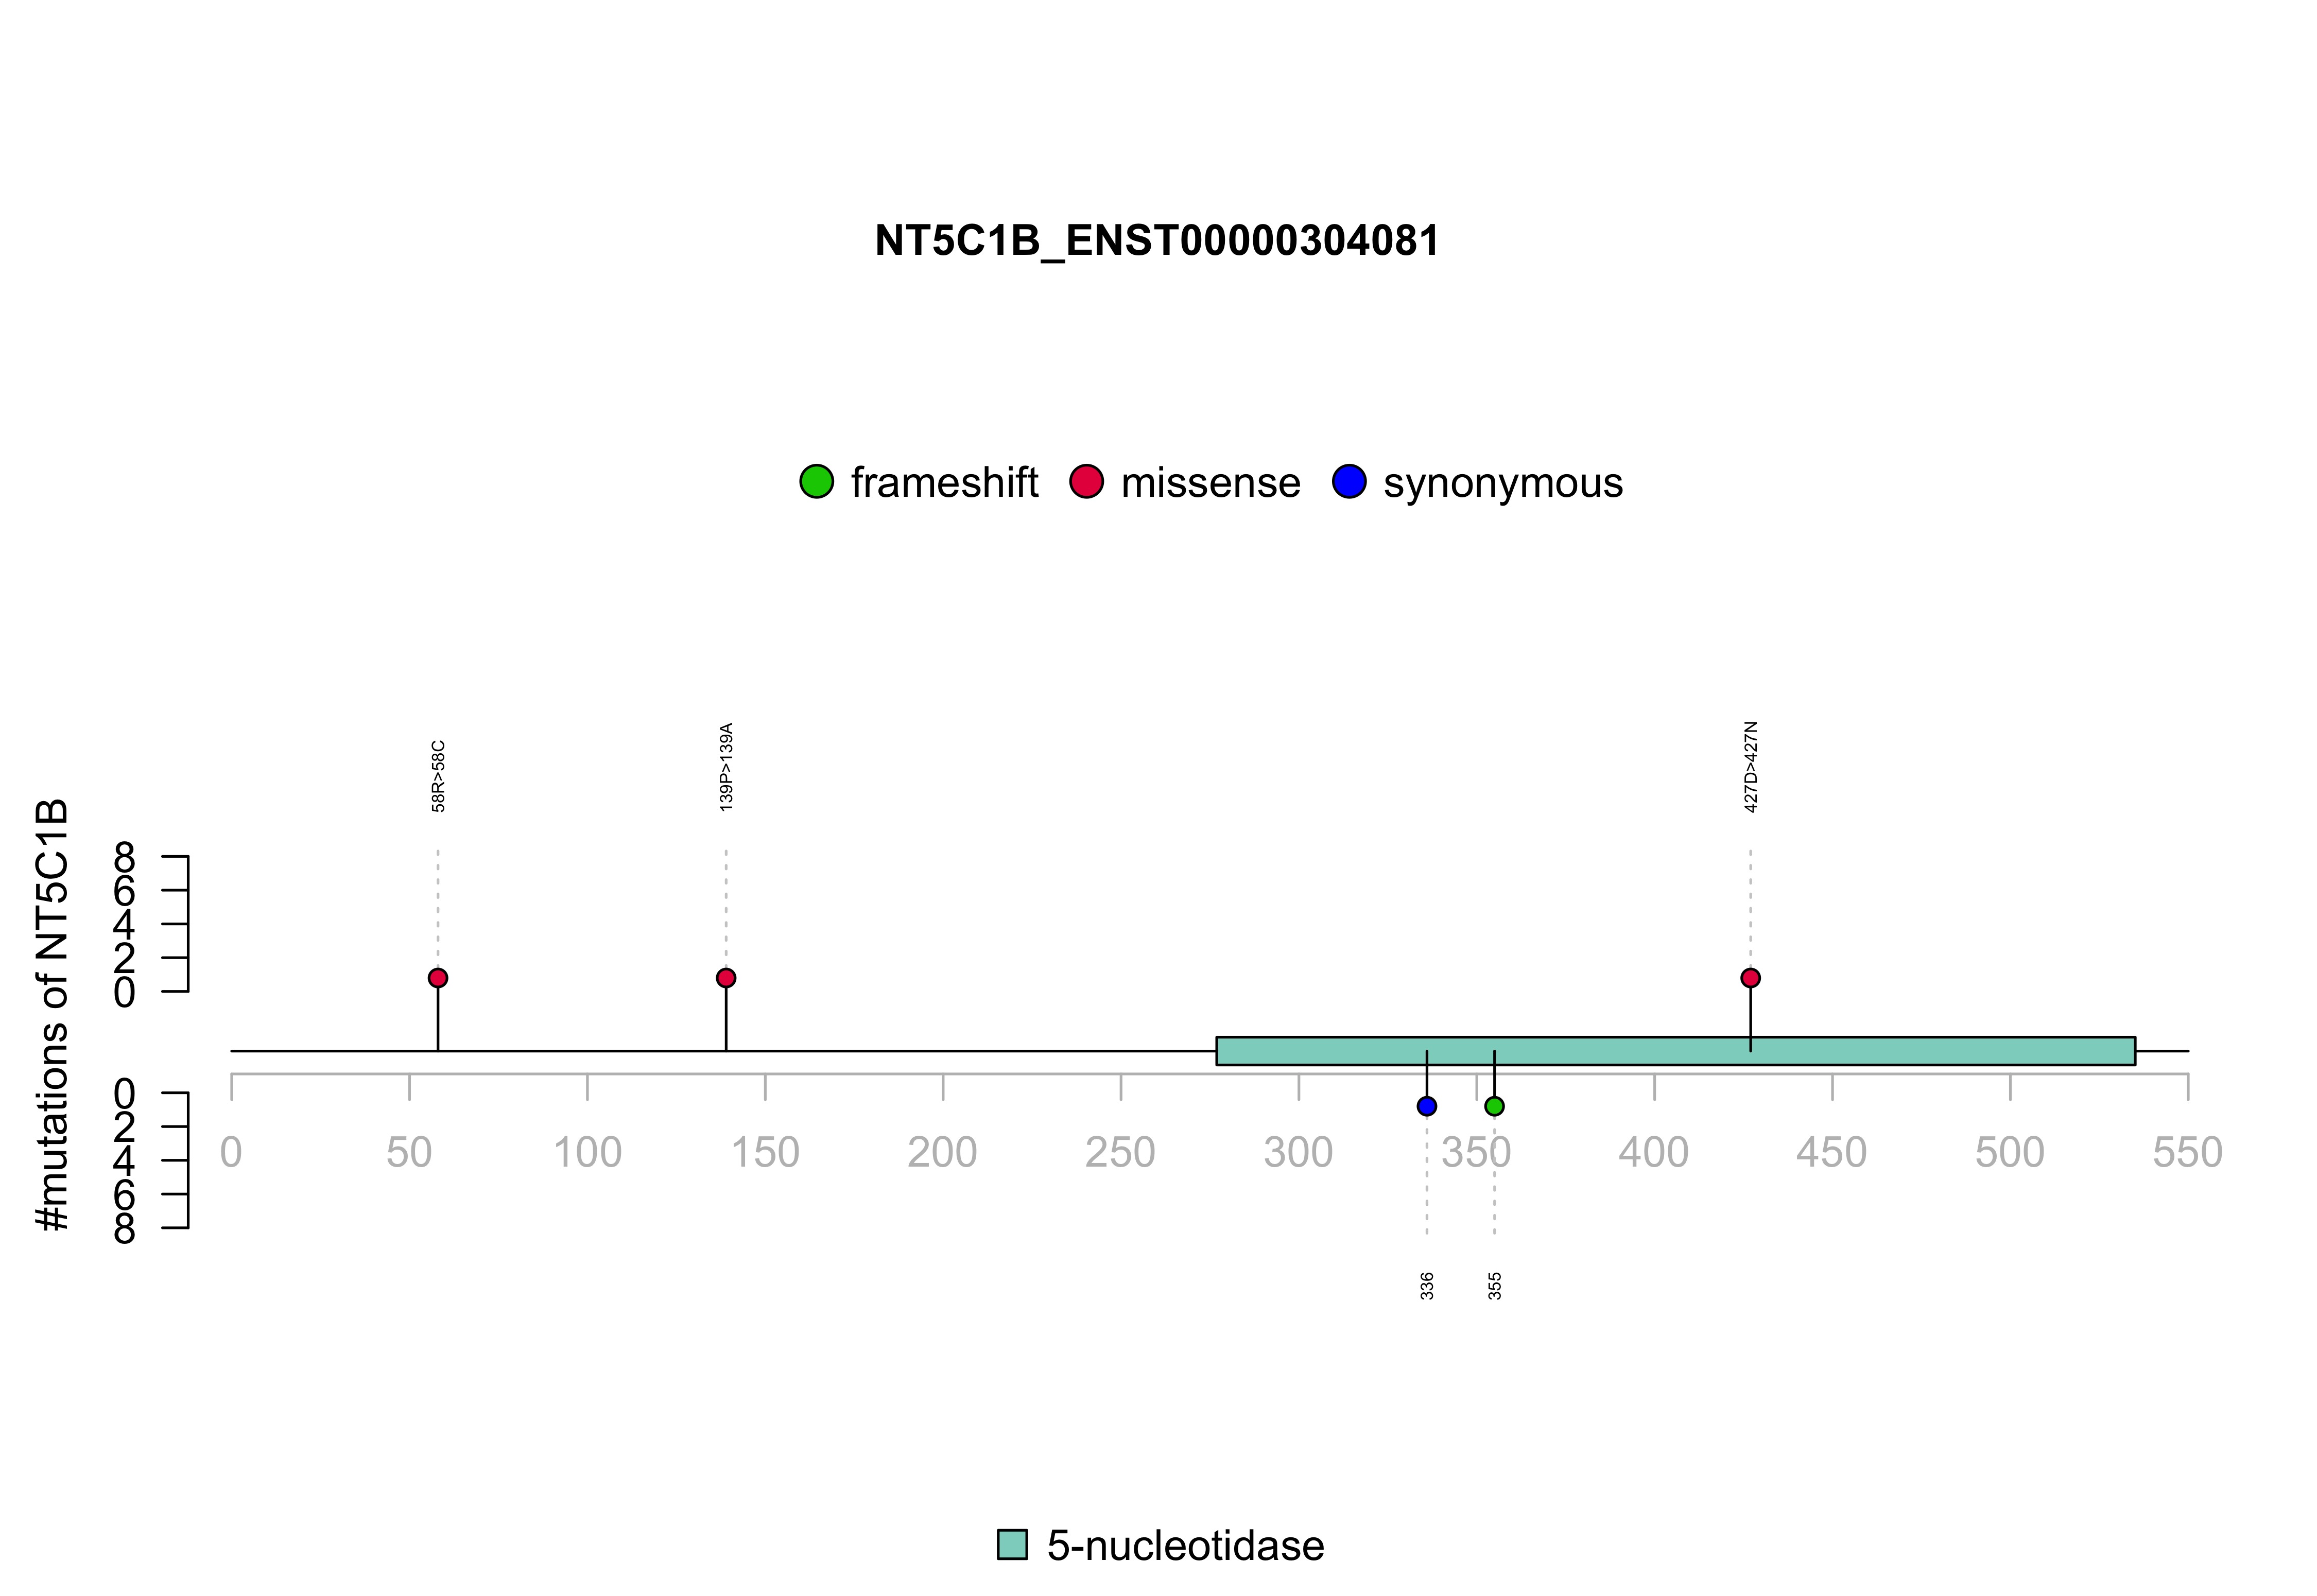 NT5C1B_ENST00000304081
frameshift missense synonymous
58R>58C 139P>139A 427D>427N
#mutations of NT5C1B
8
6
4
2
0
0
2
4
6
8
0 50 100 150 200 250 300 350 400 450 500 550
336 355
5-nucleotidase